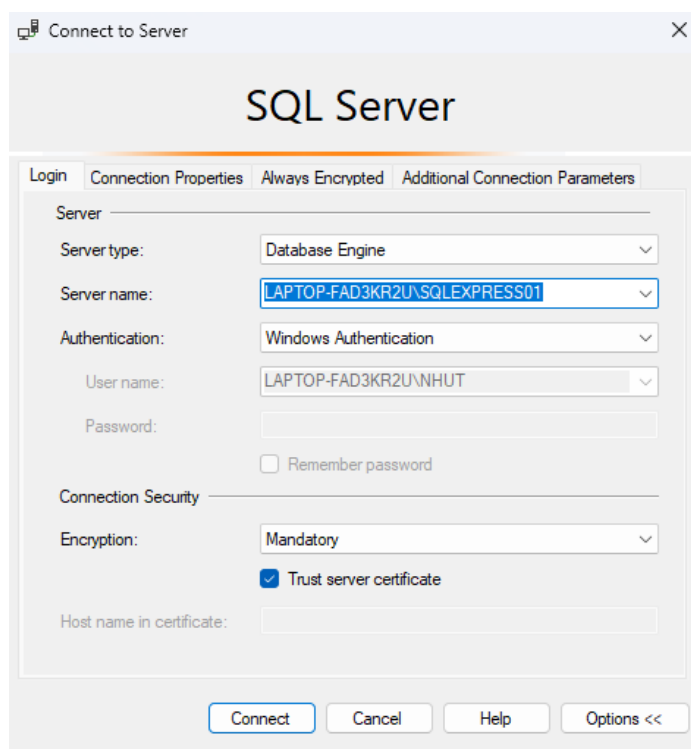 Connect to Server
SQL Server
Login Connection Properties Always Encrypted Additional Connection Parameters
Server
Server type: Database Engine
Server name: LAPTOP-FAD3KR2U\SQLEXPRESS01
Authentication: Windows Authentication
User name: LAPTOP-FAD3KR2U\NHUT
Password:
Remember password
Connection Security
Encryption: Mandatory
Trust server certificate
Host name in certificate:
Connect Cancel Help Options <<